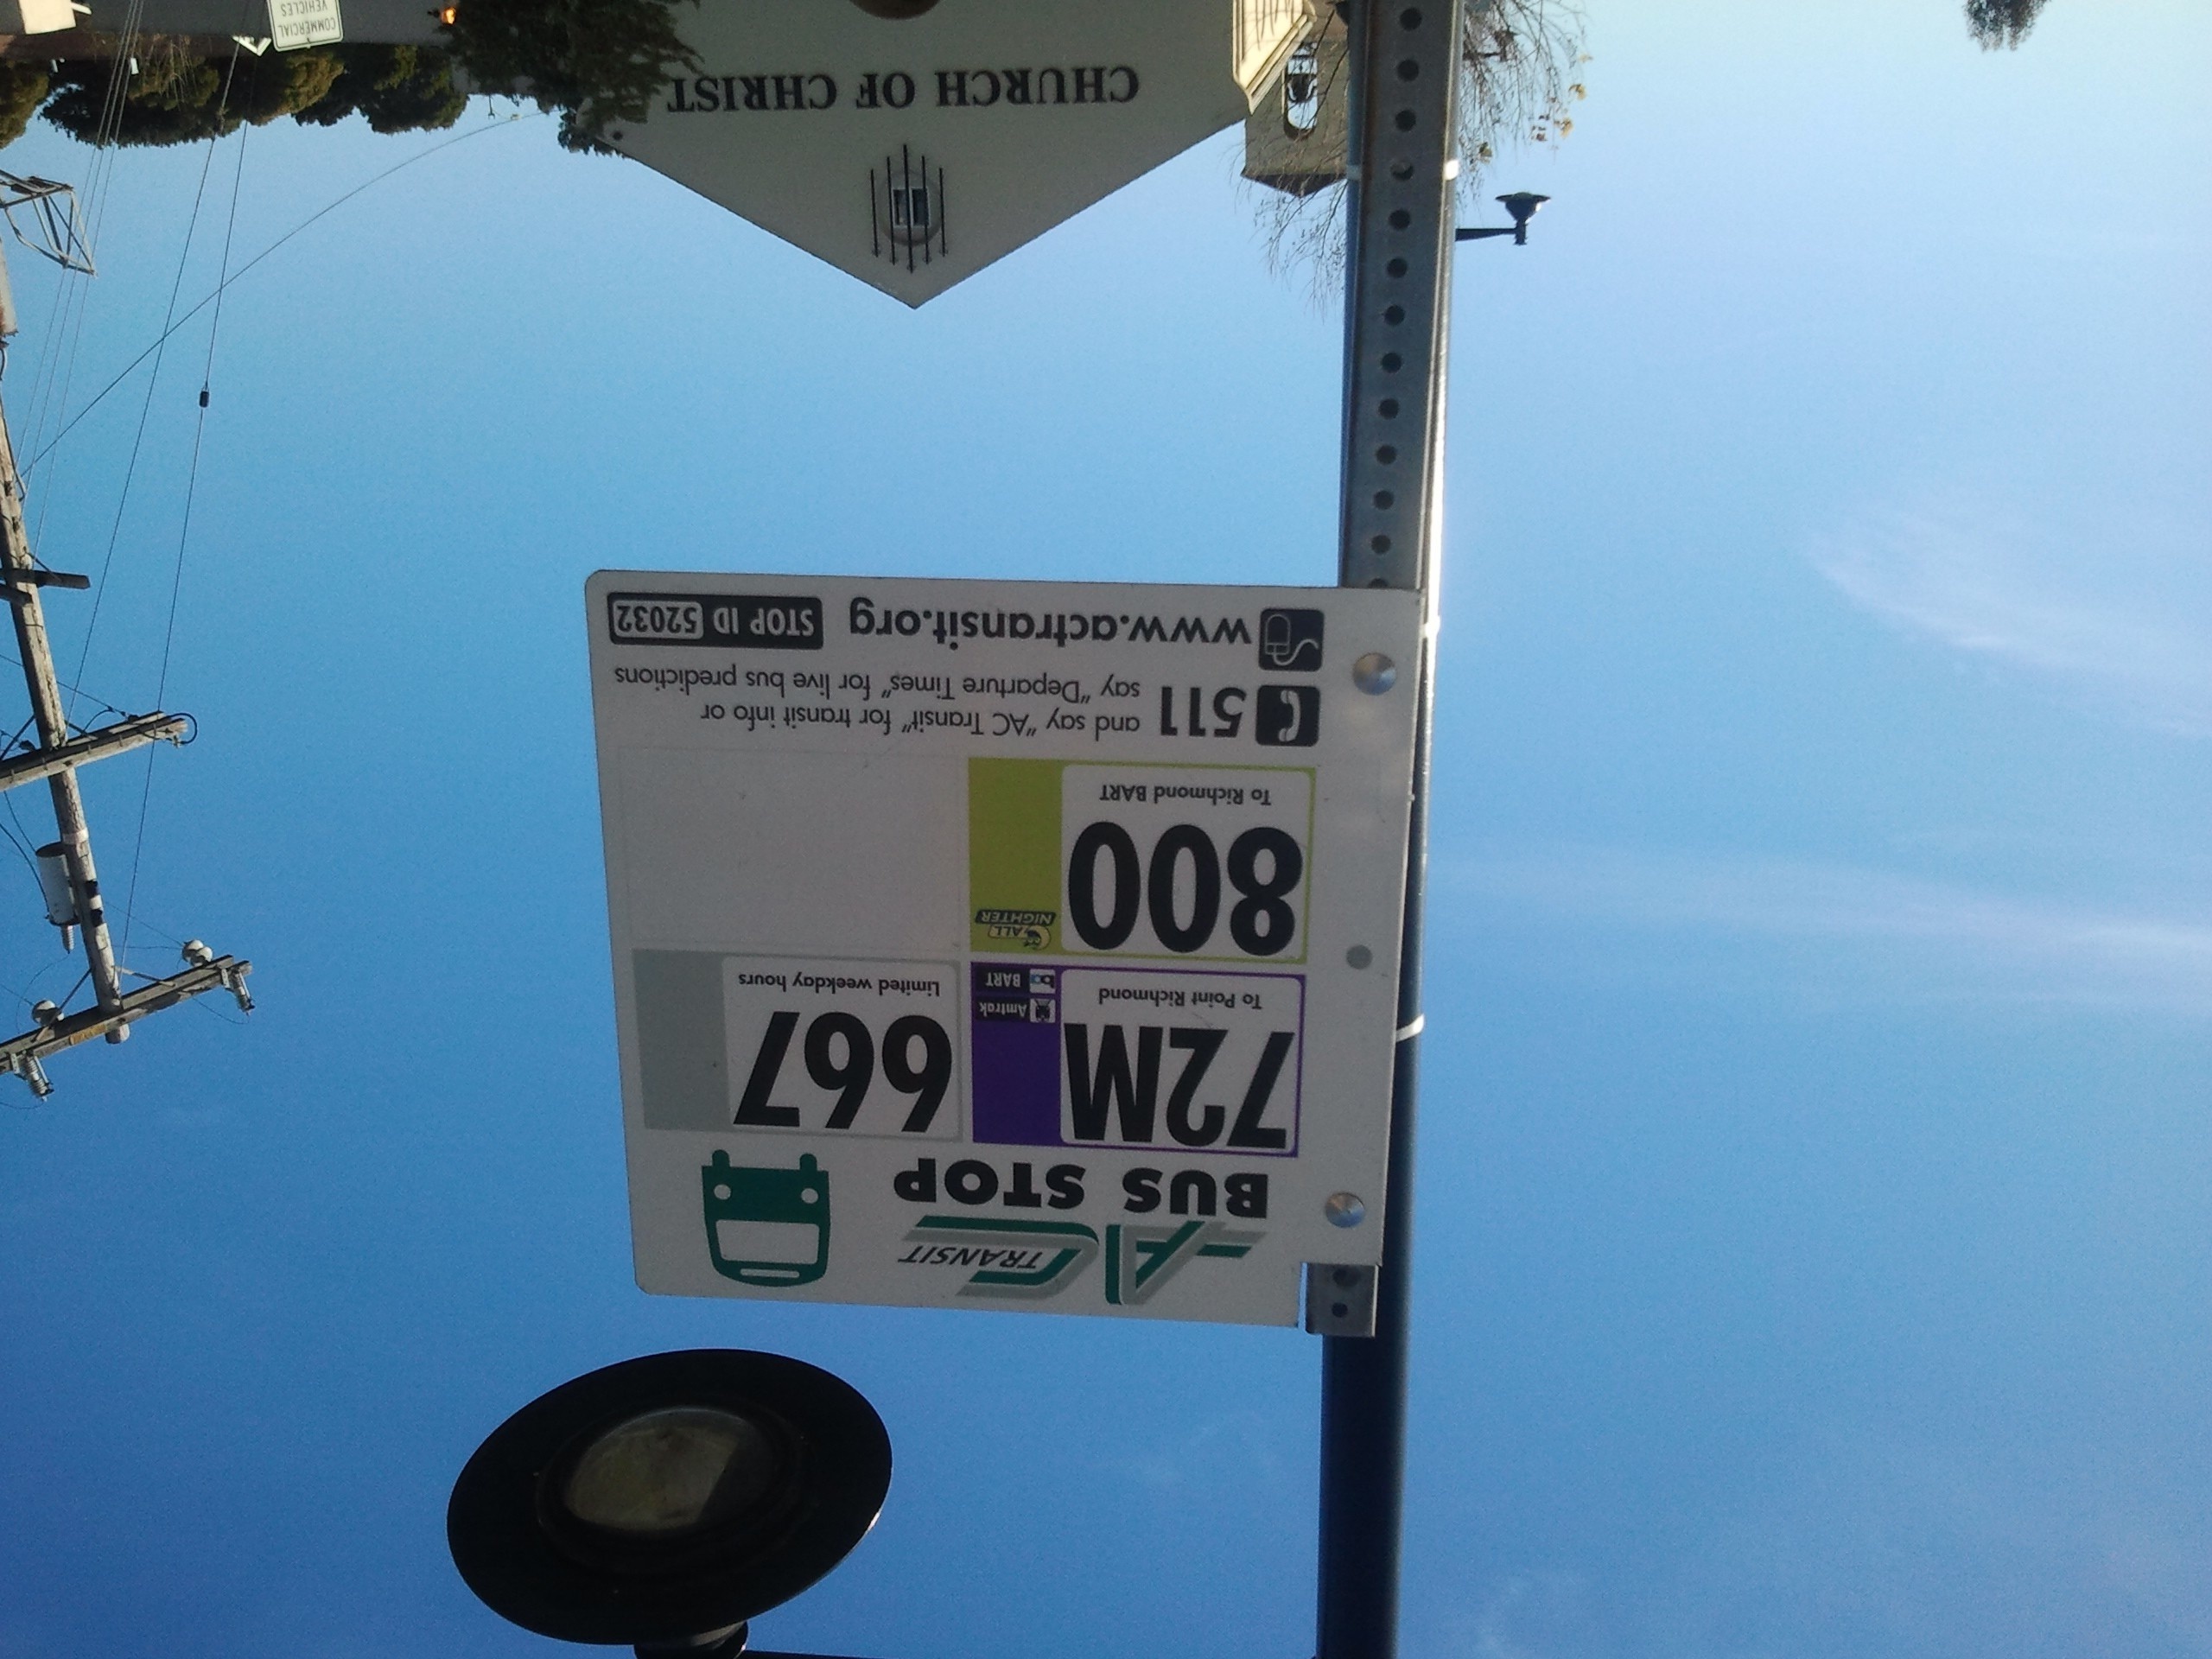 AC TRANSIT
BUS STOP
72M
To Point Richmond
Amtrak
BART
667
Limited weekday hours
800
To Richmond BART
ALL
NIGHTER
511 and say "AC Transit" for transit info or
say "Departure Times" for live bus predictions
www.actransit.org
STOP ID 52032
CHURCH OF CHRIST
COMMERCIAL
VEHICLES